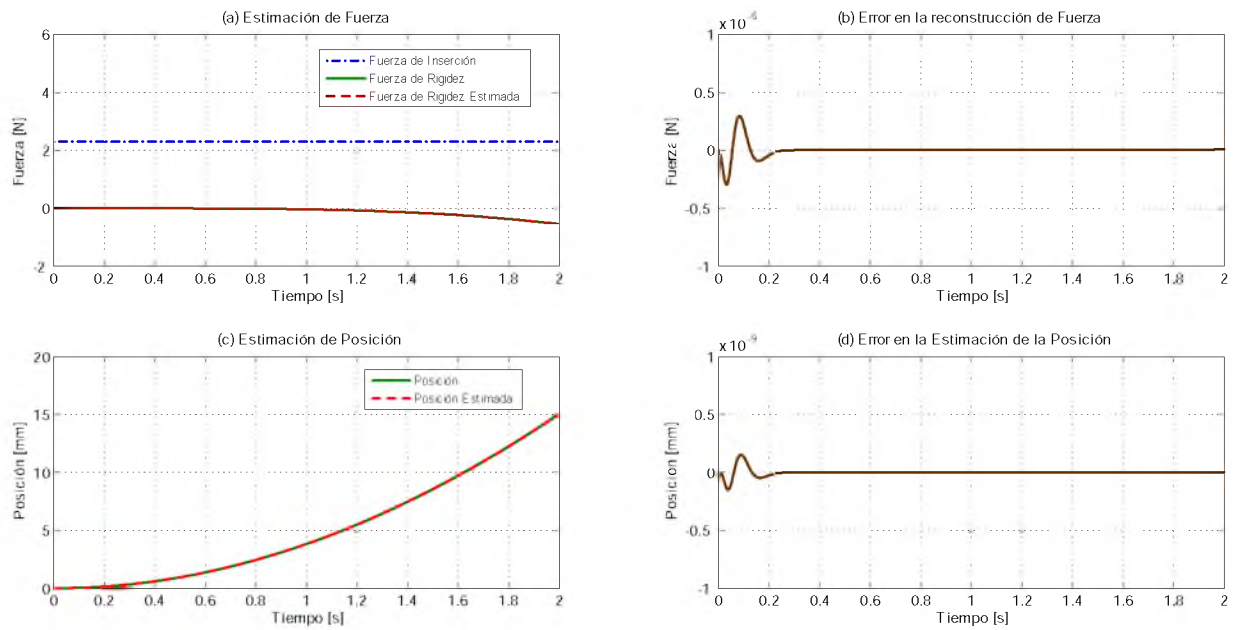 (a) Estimación de Fuerza
6
4
2
0
-2
Fuerza [N]
Fuerza de Inserción
Fuerza de Rigidez
Fuerza de Rigidez Estimada
0 0.2 0.4 0.6 0.8 1 1.2 1.4 1.6 1.8 2
Tiempo [s]
(b) Error en la reconstrucción de Fuerza
1
0.5
0
-0.5
-1
Fuerza [N]
0 0.2 0.4 0.6 0.8 1 1.2 1.4 1.6 1.8 2
Tiempo [s]
(c) Estimación de Posición
20
15
10
5
0
Posición [mm]
Posición
Posición Estimada
0 0.2 0.4 0.6 0.8 1 1.2 1.4 1.6 1.8 2
Tiempo [s]
(d) Error en la Estimación de la Posición
1 x 10^-9
0.5
0
-0.5
-1
Posicion [mm]
0 0.2 0.4 0.6 0.8 1 1.2 1.4 1.6 1.8 2
Tiempo [s]